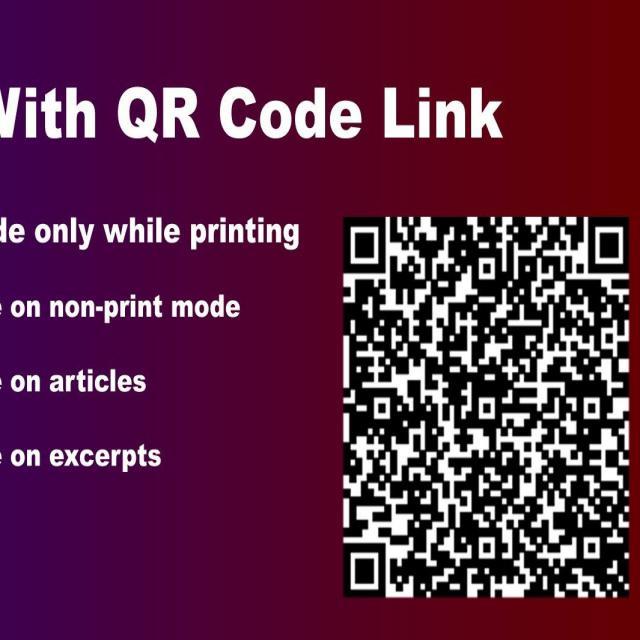 With QR Code Link
de only while printing
e on non-print mode
e on articles
e on excerpts